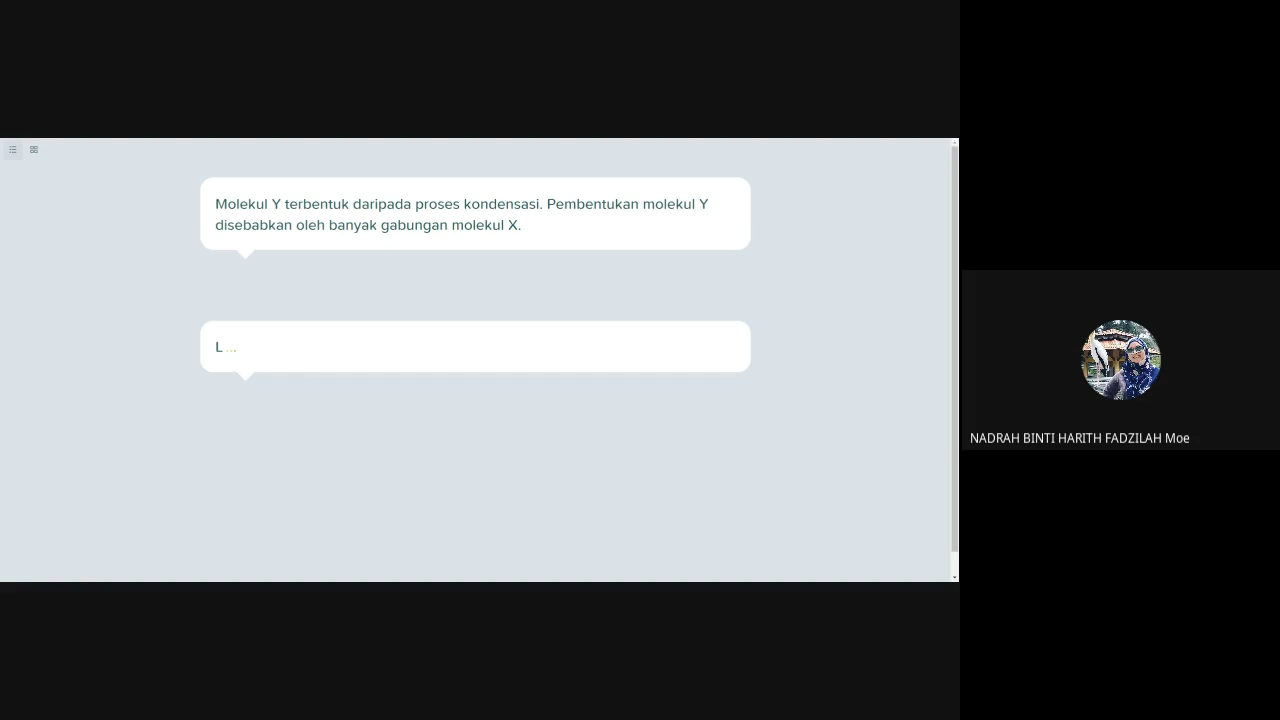 Molekul Y terbentuk daripada proses kondensasi. Pembentukan molekul Y
disebabkan oleh banyak gabungan molekul X.
L ...
NADRAH BINTI HARITH FADZILAH Moe